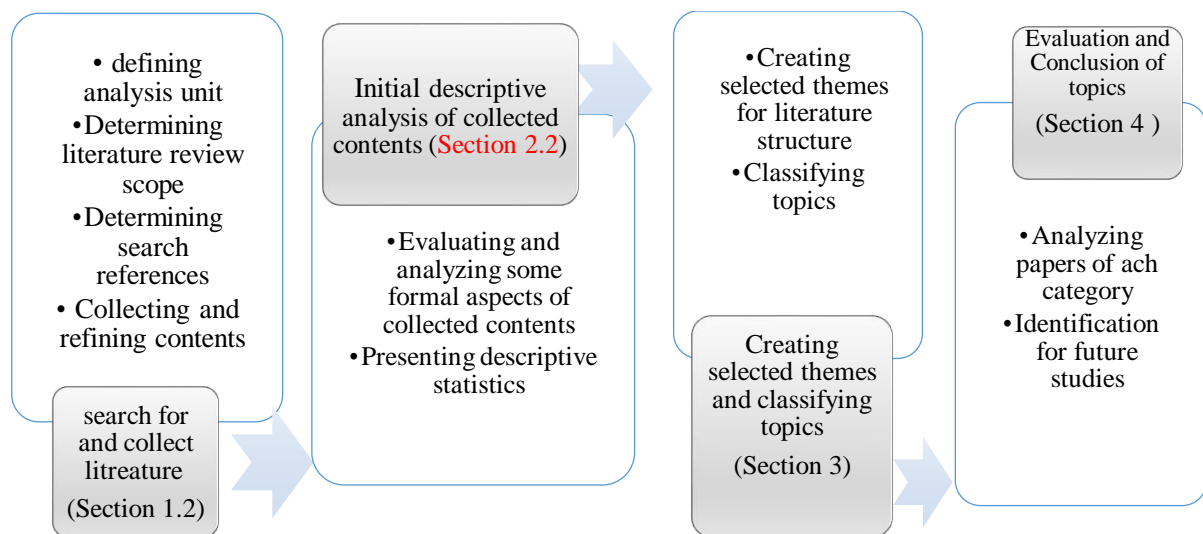 • defining
analysis unit
•Determining
literature review
scope
•Determining
search
references
• Collecting and
refining contents
search for
and collect
litreature
(Section 1.2)
Initial descriptive
analysis of collected
contents (Section 2.2)
•Evaluating and
analyzing some
formal aspects of
collected contents
•Presenting descriptive
statistics
•Creating
selected themes
for literature
structure
•Classifying
topics
Creating
selected themes
and classifying
topics
(Section 3)
Evaluation and
Conclusion of
topics
(Section 4 )
•Analyzing
papers of ach
category
•Identification
for future
studies